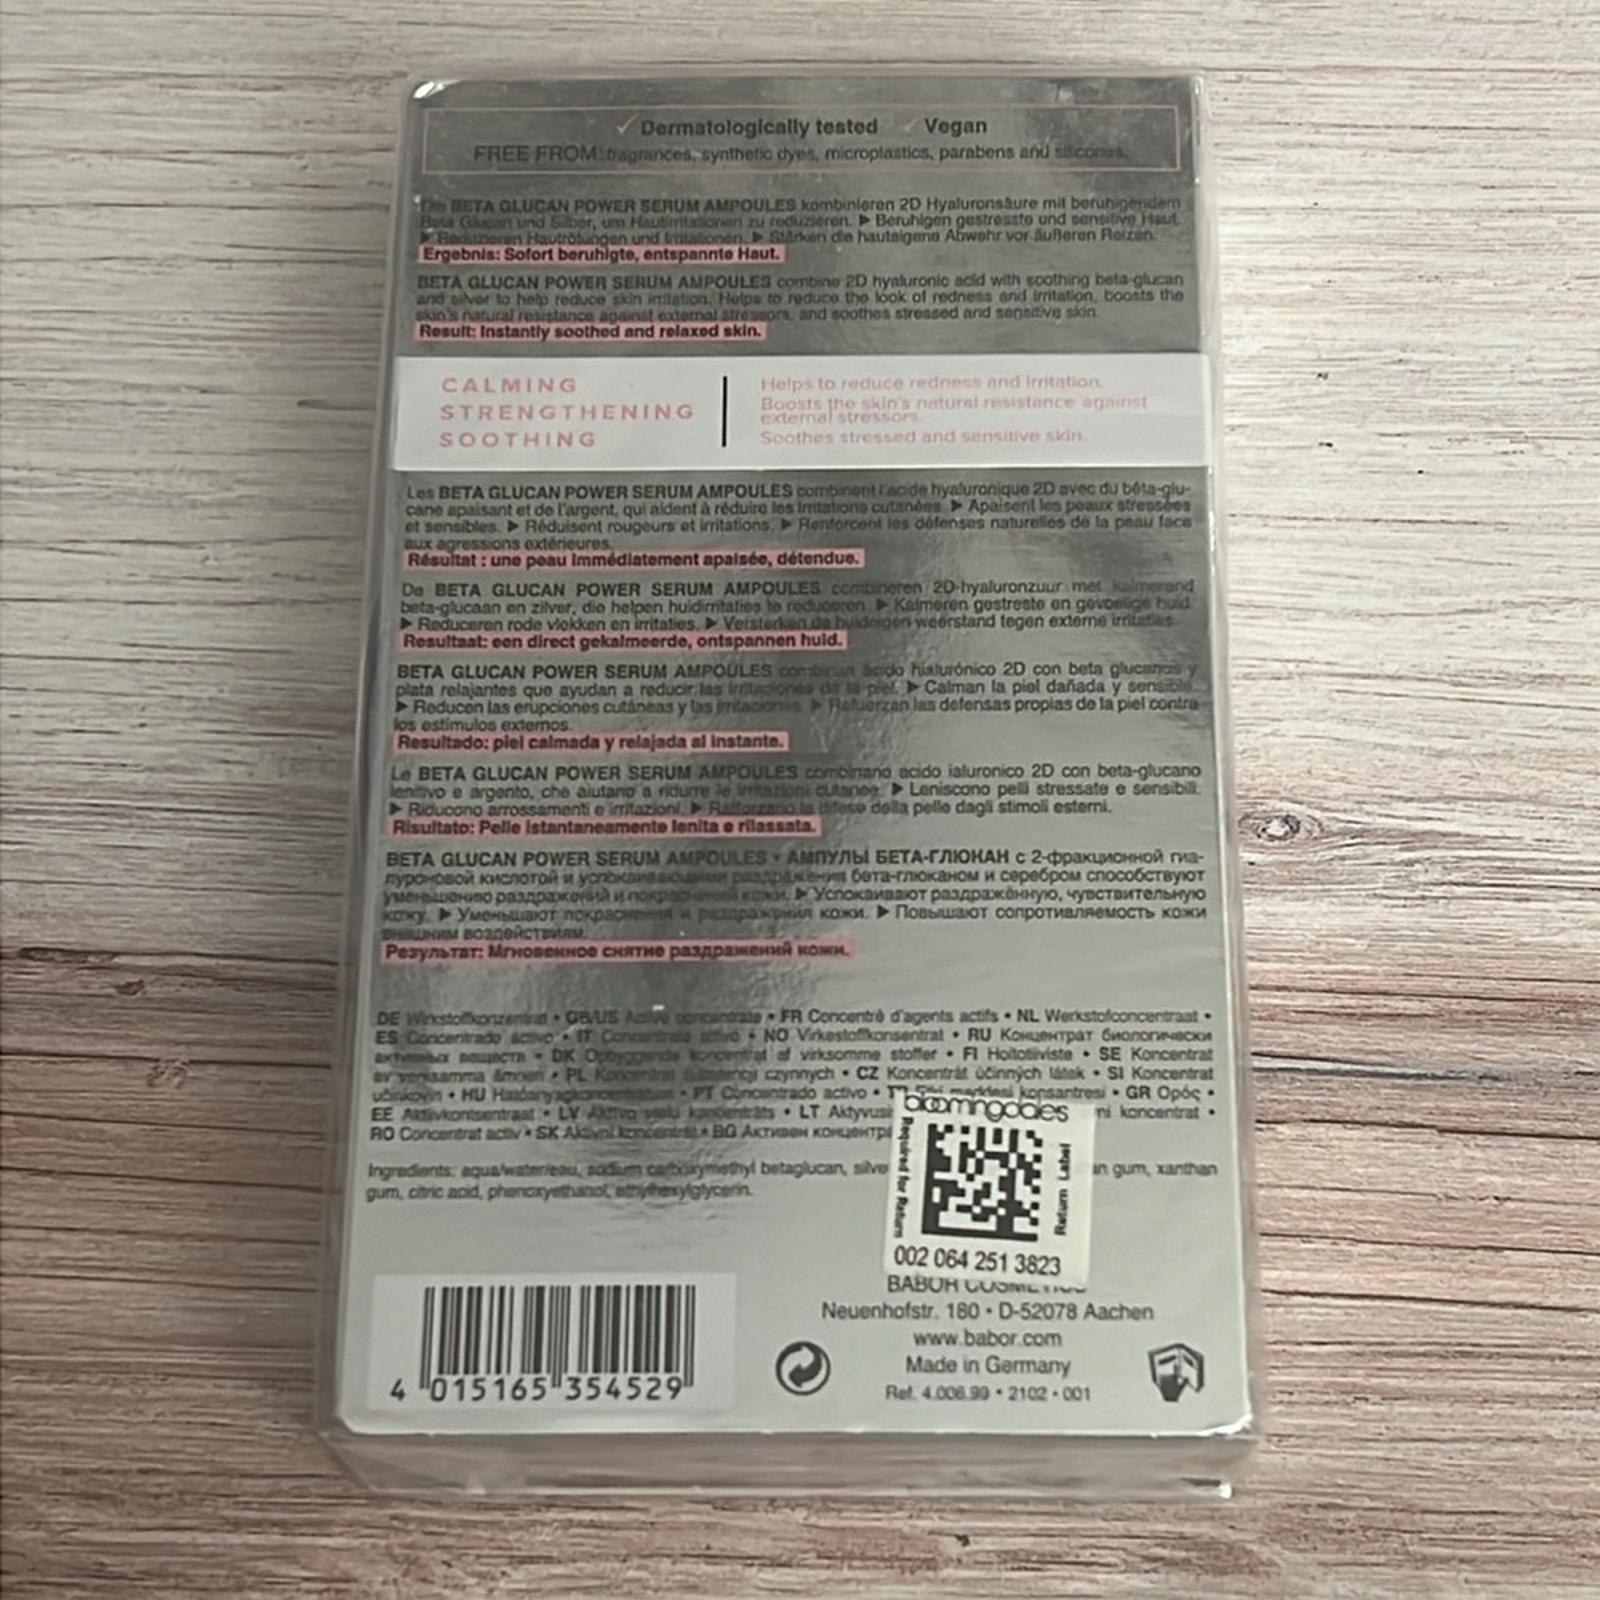 ✓ Dermatologically tested ✓ Vegan
FREE FROM: fragrances, synthetic dyes, microplastics, parabens and silicones.
Die BETA GLUCAN POWER SERUM AMPOULES kombinieren 2D Hyaluronsäure mit beruhigendem
Beta Glucan und Silber, um Hautirritationen zu reduzieren. ▶ Beruhigen gestresste und sensitive Haut.
▶ Reduzieren Hautrötungen und Irritationen. ▶ Stärken die hauteigene Abwehr vor äußeren Reizen.
Ergebnis: Sofort beruhigte, entspannte Haut.
BETA GLUCAN POWER SERUM AMPOULES combine 2D hyaluronic acid with soothing beta-glucan
and silver to help reduce skin irritation. Helps to reduce the look of redness and irritation, boosts the
skin's natural resistance against external stressors, and soothes stressed and sensitive skin.
Result: Instantly soothed and relaxed skin.
CALMING
STRENGTHENING
SOOTHING
Helps to reduce redness and irritation.
Boosts the skin's natural resistance against
external stressors.
Soothes stressed and sensitive skin.
Les BETA GLUCAN POWER SERUM AMPOULES combinent l'acide hyaluronique 2D avec du bêta-glu-
cane apaisant et de l'argent, qui aident à réduire les irritations cutanées. ▶ Apaisent les peaux stressées
et sensibles. ▶ Réduisent rougeurs et irritations. ▶ Renforcent les défenses naturelles de la peau face
aux agressions extérieures.
Résultat : une peau immédiatement apaisée, détendue.
De BETA GLUCAN POWER SERUM AMPOULES combineren 2D-hyaluronzuur met kalmerend
beta-glucaan en zilver, die helpen huidirritaties te reduceren. ▶ Kalmeren gestreste en gevoelige huid.
▶ Reduceren rode vlekken en irritaties. ▶ Versterken de huideigen weerstand tegen externe irritaties.
Resultaat: een direct gekalmeerde, ontspannen huid.
BETA GLUCAN POWER SERUM AMPOULES combinan ácido hialurónico 2D con beta glucanos y
plata relajantes que ayudan a reducir las irritaciones de la piel. ▶ Calman la piel dañada y sensible.
▶ Reducen las erupciones cutáneas y las irritaciones. ▶ Refuerzan las defensas propias de la piel contra
los estímulos externos.
Resultado: piel calmada y relajada al instante.
Le BETA GLUCAN POWER SERUM AMPOULES combinano acido ialuronico 2D con beta-glucano
lenitivo e argento, che aiutano a ridurre le irritazioni cutanee. ▶ Leniscono pelli stressate e sensibili.
▶ Riducono arrossamenti e irritazioni. ▶ Rafforzano le difese della pelle dagli stimoli esterni.
Risultato: Pelle istantaneamente lenita e rilassata.
BETA GLUCAN POWER SERUM AMPOULES • АМПУЛЫ БЕТА-ГЛЮКАН с 2-фракционной гиа-
луроновой кислотой и успокаивающими раздражения бета-глюканом и серебром способствуют
уменьшению раздражений и покраснений кожи. ▶ Успокаивают раздражённую, чувствительную
кожу. ▶ Уменьшают покраснения и раздражения кожи. ▶ Повышают сопротивляемость кожи
внешним воздействиям.
Результат: Мгновенное снятие раздражений кожи.
DE Wirkstoffkonzentrat • GB/US Active concentrate • FR Concentré d'agents actifs • NL Werkstofconcentraat •
ES Concentrado activo • IT Concentrato attivo • NO Virkestoffkonsentrat • RU Концентрат биологически
активных веществ • DK Opbyggende koncentrat af virksomme stoffer • FI Hoitotiiviste • SE Koncentrat
av verksamma ämnen • PL Koncentrat substancji czynnych • CZ Koncentrát účinných látek • SI Koncentrat
učinkovin • HU Hatóanyagkoncentrátum • PT Concentrado activo • maddesi konsantresi • GR Ορός •
EE Aktiivkontsentraat • LV Aktīvo vielu koncentrāts • LT koncentrat •
RO Concentrat activ • SK Aktívni koncentrát • BG Активен
bloomingdales
Required for Return
Return Label
002 064 251 3823
Ingredients: aqua/water/eau, sodium carboxymethyl betaglucan, gum, xanthan
gum, citric acid, phenoxyethanol, ethylhexylglycerin.
4 015165 354529
BABOR COSMETICS
Neuenhofstr. 180 • D-52078 Aachen
www.babor.com
Made in Germany
Ref. 4.006.99 • 2102 • 001